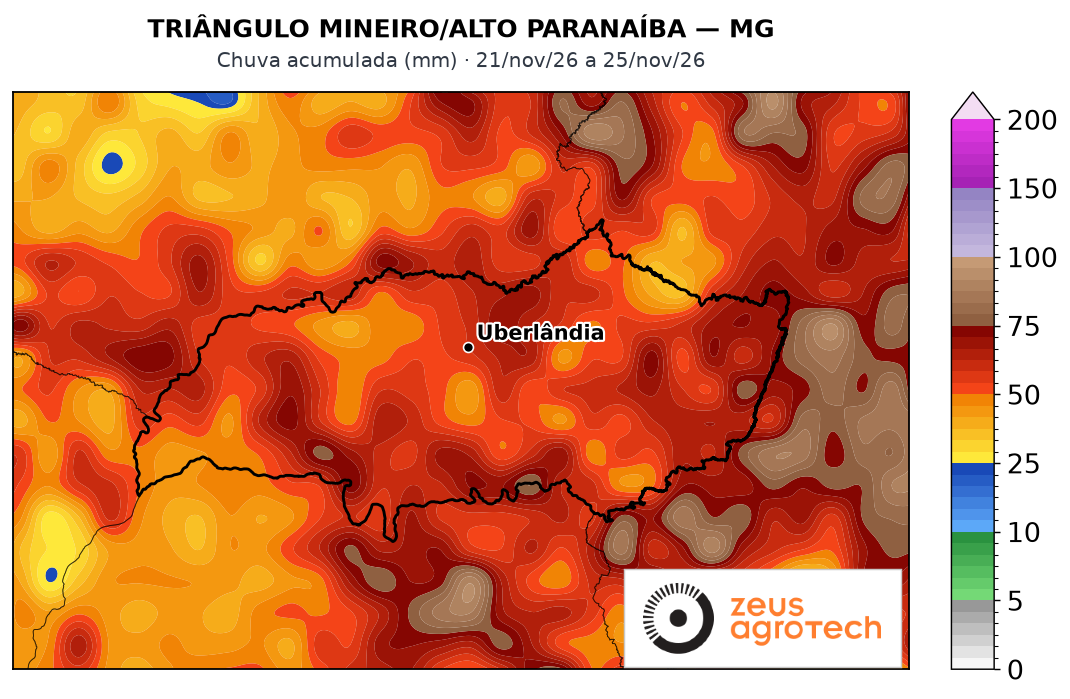 TRIÂNGULO MINEIRO/ALTO PARANAÍBA — MG
Chuva acumulada (mm) · 21/nov/26 a 25/nov/26
Uberlândia
200
150
100
75
50
25
10
5
0
zeus
agrotech